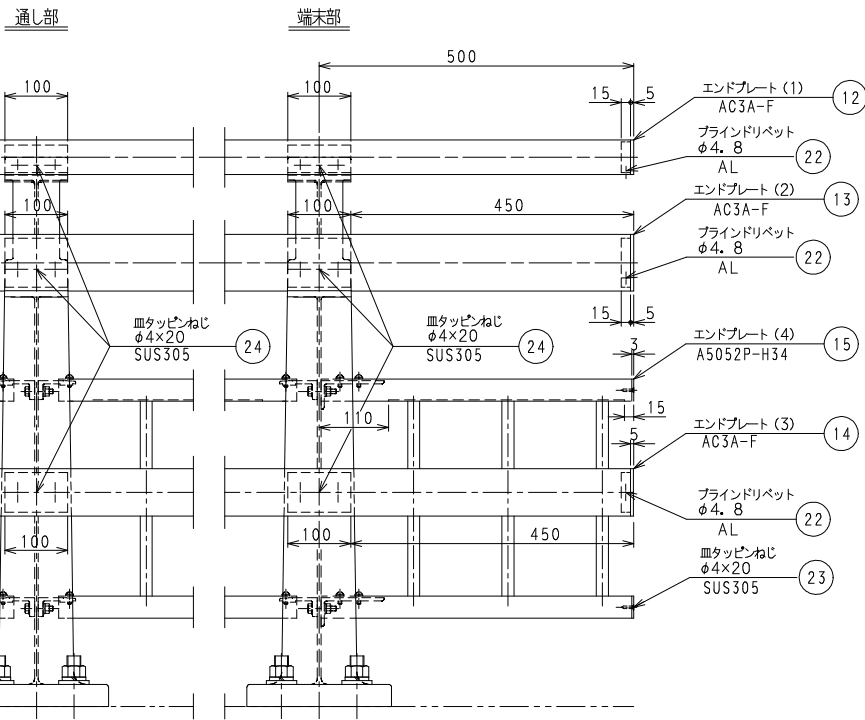 通し部
端末部
500
100
100
15
5
エンドプレート (1)
AC3A-F
12
ブラインドリベット
φ4.8
AL
22
エンドプレート (2)
AC3A-F
13
100
100
450
ブラインドリベット
φ4.8
AL
22
15
5
皿タッピンねじ
φ4×20
SUS305
24
皿タッピンねじ
φ4×20
SUS305
24
3
エンドプレート (4)
A5052P-H34
15
15
110
エンドプレート (3)
AC3A-F
14
5
ブラインドリベット
φ4.8
AL
22
100
100
450
皿タッピンねじ
φ4×20
SUS305
23